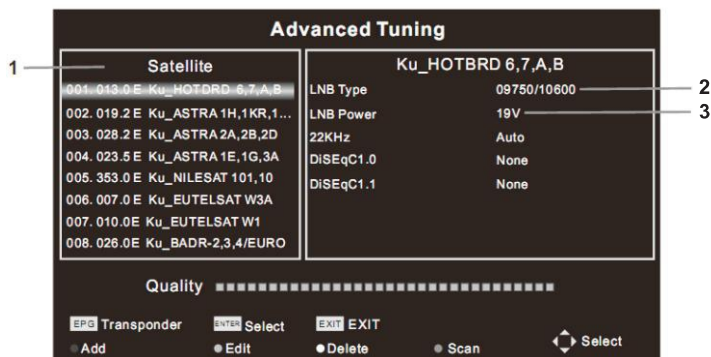 Advanced Tuning
1
Satellite
001. 013.0 E Ku_HOTDRD 6,7,A,B
002. 019.2 E Ku_ASTRA 1H,1KR,1...
003. 028.2 E Ku_ASTRA 2A,2B,2D
004. 023.5 E Ku_ASTRA 1E,1G,3A
005. 353.0 E Ku_NILESAT 101,10
006. 007.0 E Ku_EUTELSAT W3A
007. 010.0E Ku_EUTELSAT W1
008. 026.0E Ku_BADR-2,3,4/EURO
Ku_HOTBRD 6,7,A,B
LNB Type 09750/10600 2
LNB Power 19V 3
22KHz Auto
DiSEqC1.0 None
DiSEqC1.1 None
Quality
EPG Transponder ENTER Select EXIT EXIT
Add Edit Delete Scan Select